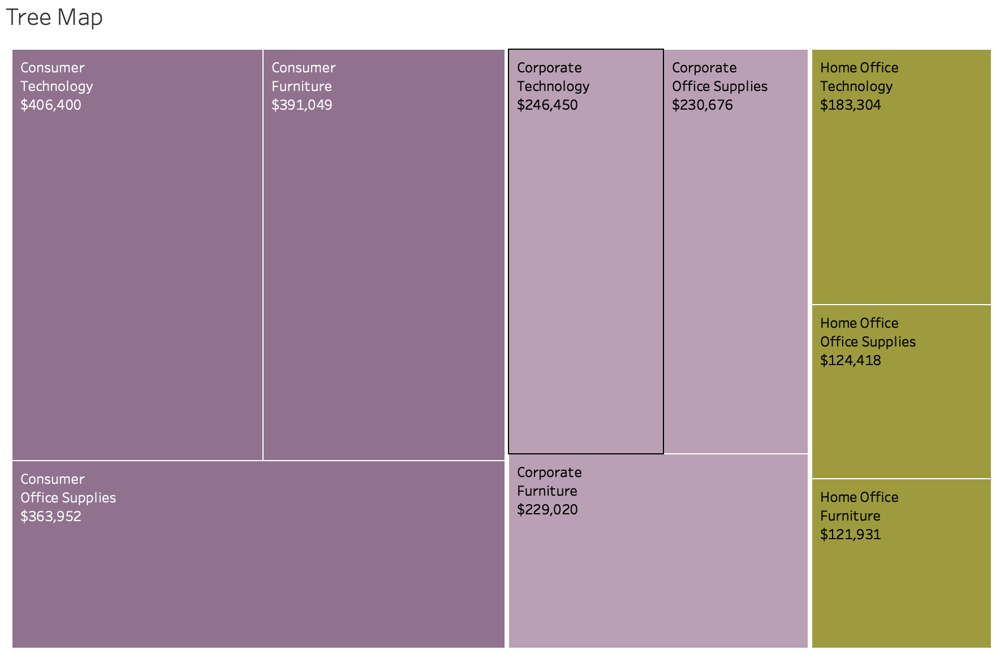 Tree Map
Consumer
Technology
$406,400
Consumer
Furniture
$391,049
Consumer
Office Supplies
$363,952
Corporate
Technology
$246,450
Corporate
Office Supplies
$230,676
Corporate
Furniture
$229,020
Home Office
Technology
$183,304
Home Office
Office Supplies
$124,418
Home Office
Furniture
$121,931